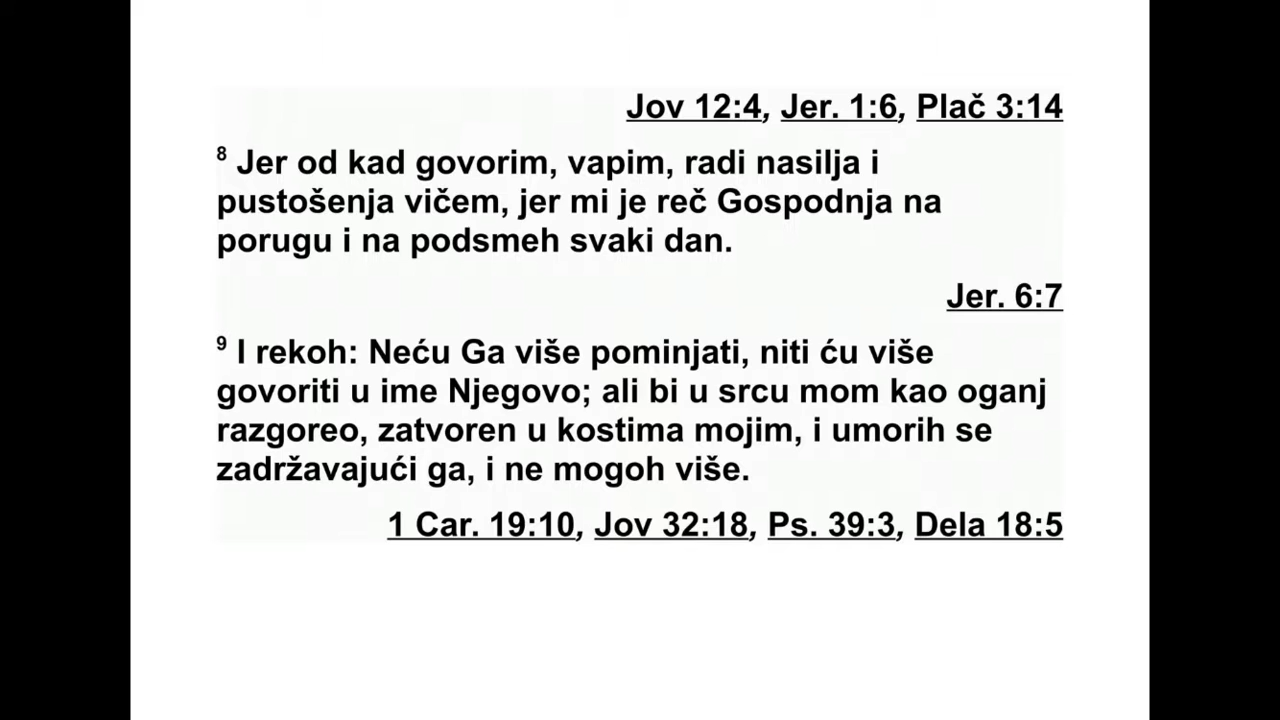 Jov 12:4, Jer. 1:6, Plač 3:14
8 Jer od kad govorim, vapim, radi nasilja i
pustošenja vičem, jer mi je reč Gospodnja na
porugu i na podsmeh svaki dan.
Jer. 6:7
9 I rekoh: Neću Ga više pominjati, niti ću više
govoriti u ime Njegovo; ali bi u srcu mom kao oganj
razgoreo, zatvoren u kostima mojim, i umorih se
zadržavajući ga, i ne mogoh više.
1 Car. 19:10, Jov 32:18, Ps. 39:3, Dela 18:5